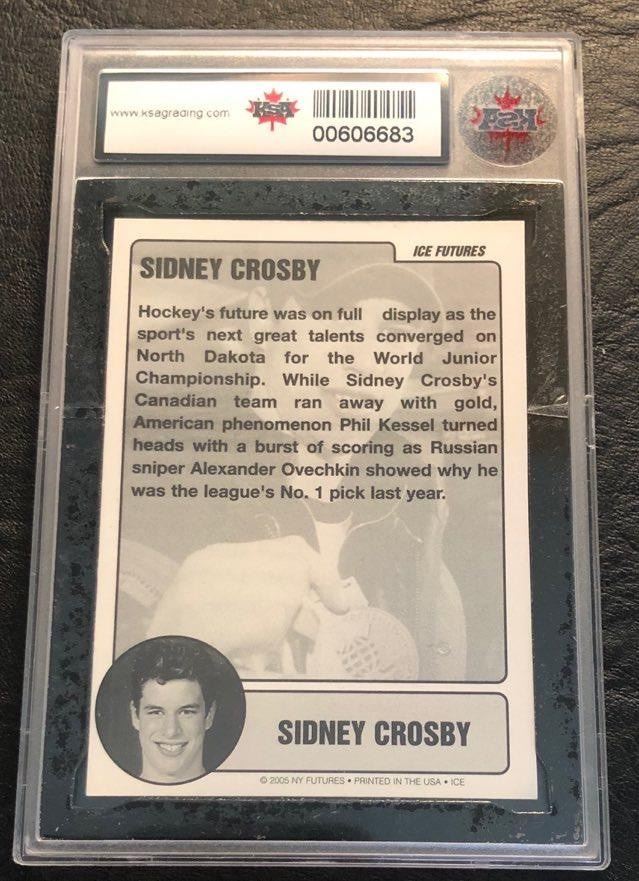 www.ksagrading.com
KSA
00606683
KSA
ICE FUTURES
SIDNEY CROSBY
Hockey's future was on full display as the
sport's next great talents converged on
North Dakota for the World Junior
Championship. While Sidney Crosby's
Canadian team ran away with gold,
American phenomenon Phil Kessel turned
heads with a burst of scoring as Russian
sniper Alexander Ovechkin showed why he
was the league's No. 1 pick last year.
SIDNEY CROSBY
© 2005 NY FUTURES • PRINTED IN THE USA • ICE